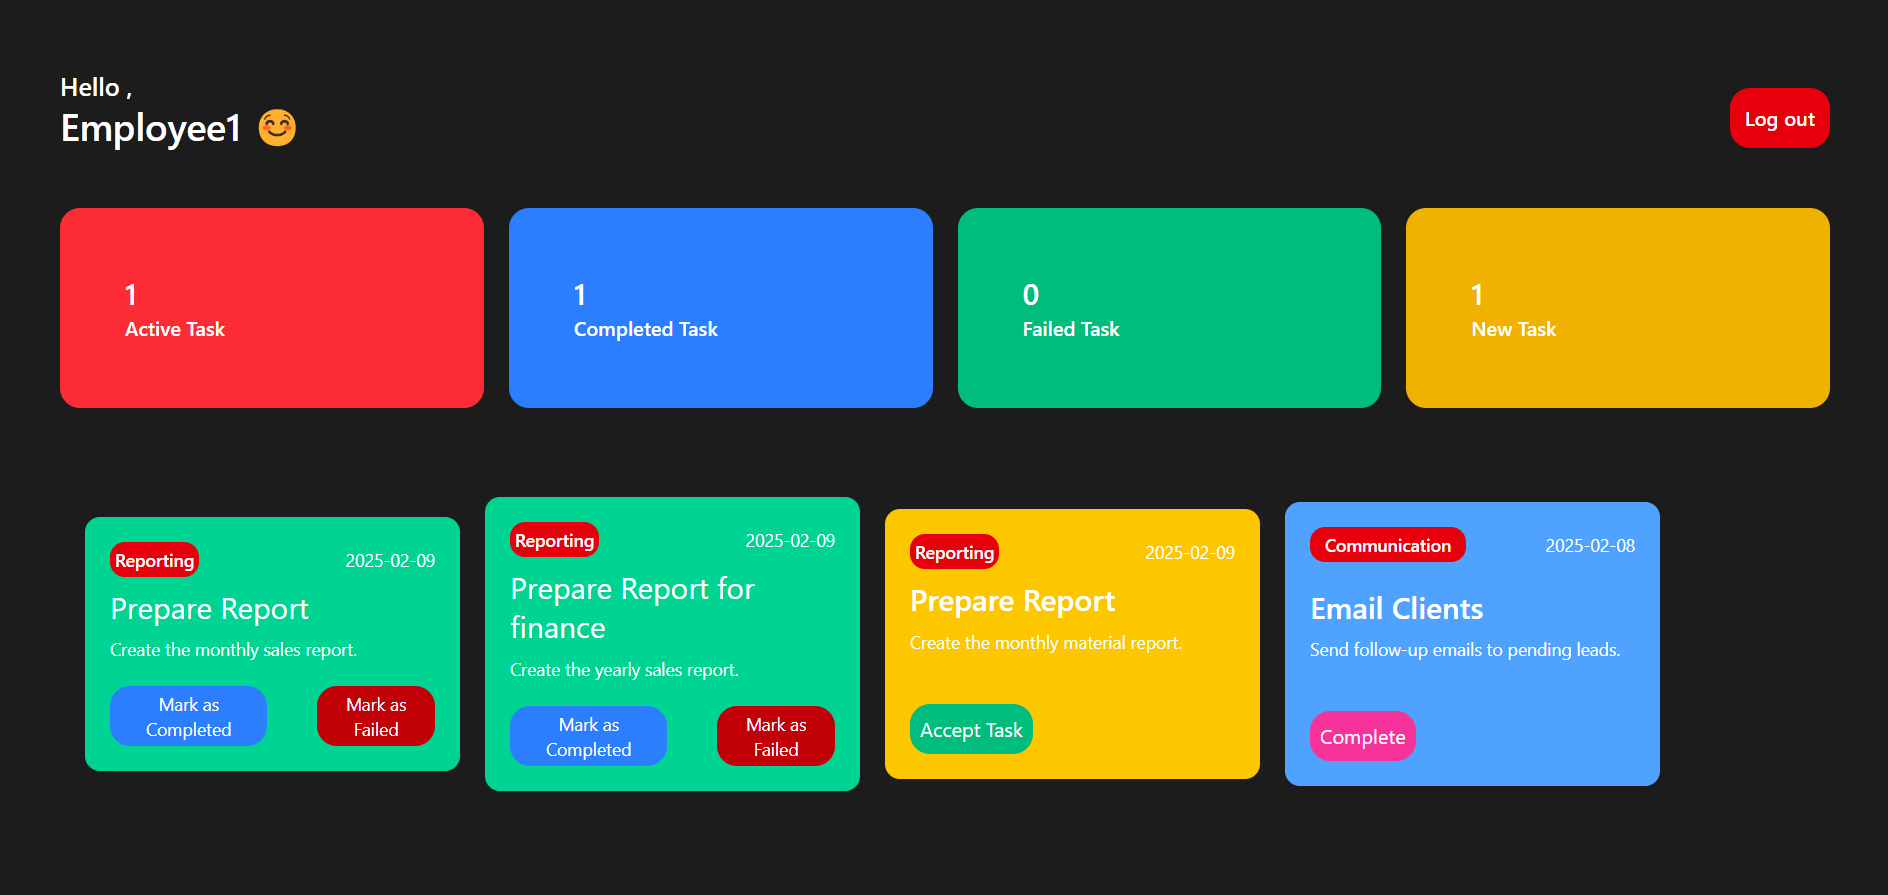 Hello ,
Employee1 😊
Log out
1
Active Task
1
Completed Task
0
Failed Task
1
New Task
Reporting
2025-02-09
Prepare Report
Create the monthly sales report.
Mark as
Completed
Mark as
Failed
Reporting
2025-02-09
Prepare Report for
finance
Create the yearly sales report.
Mark as
Completed
Mark as
Failed
Reporting
2025-02-09
Prepare Report
Create the monthly material report.
Accept Task
Communication
2025-02-08
Email Clients
Send follow-up emails to pending leads.
Complete